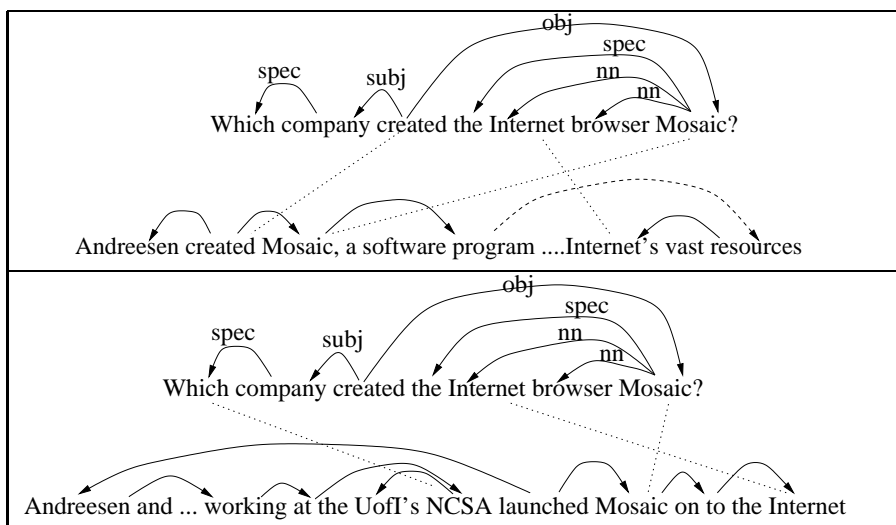 obj
spec
spec
subj
nn
nn
Which company created the Internet browser Mosaic?
Andreesen created Mosaic, a software program ....Internet's vast resources
obj
spec
spec
subj
nn
nn
Which company created the Internet browser Mosaic?
Andreesen and ... working at the UofI's NCSA launched Mosaic on to the Internet